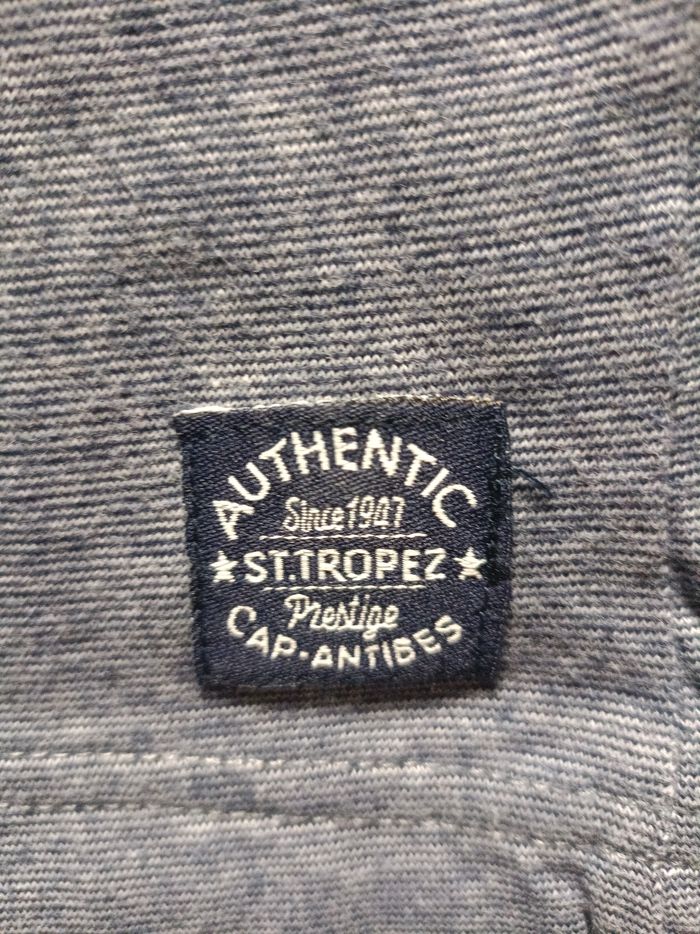 AUTHENTIC
Since 1947
ST.TROPEZ
Prestige
CAP-ANTIBES